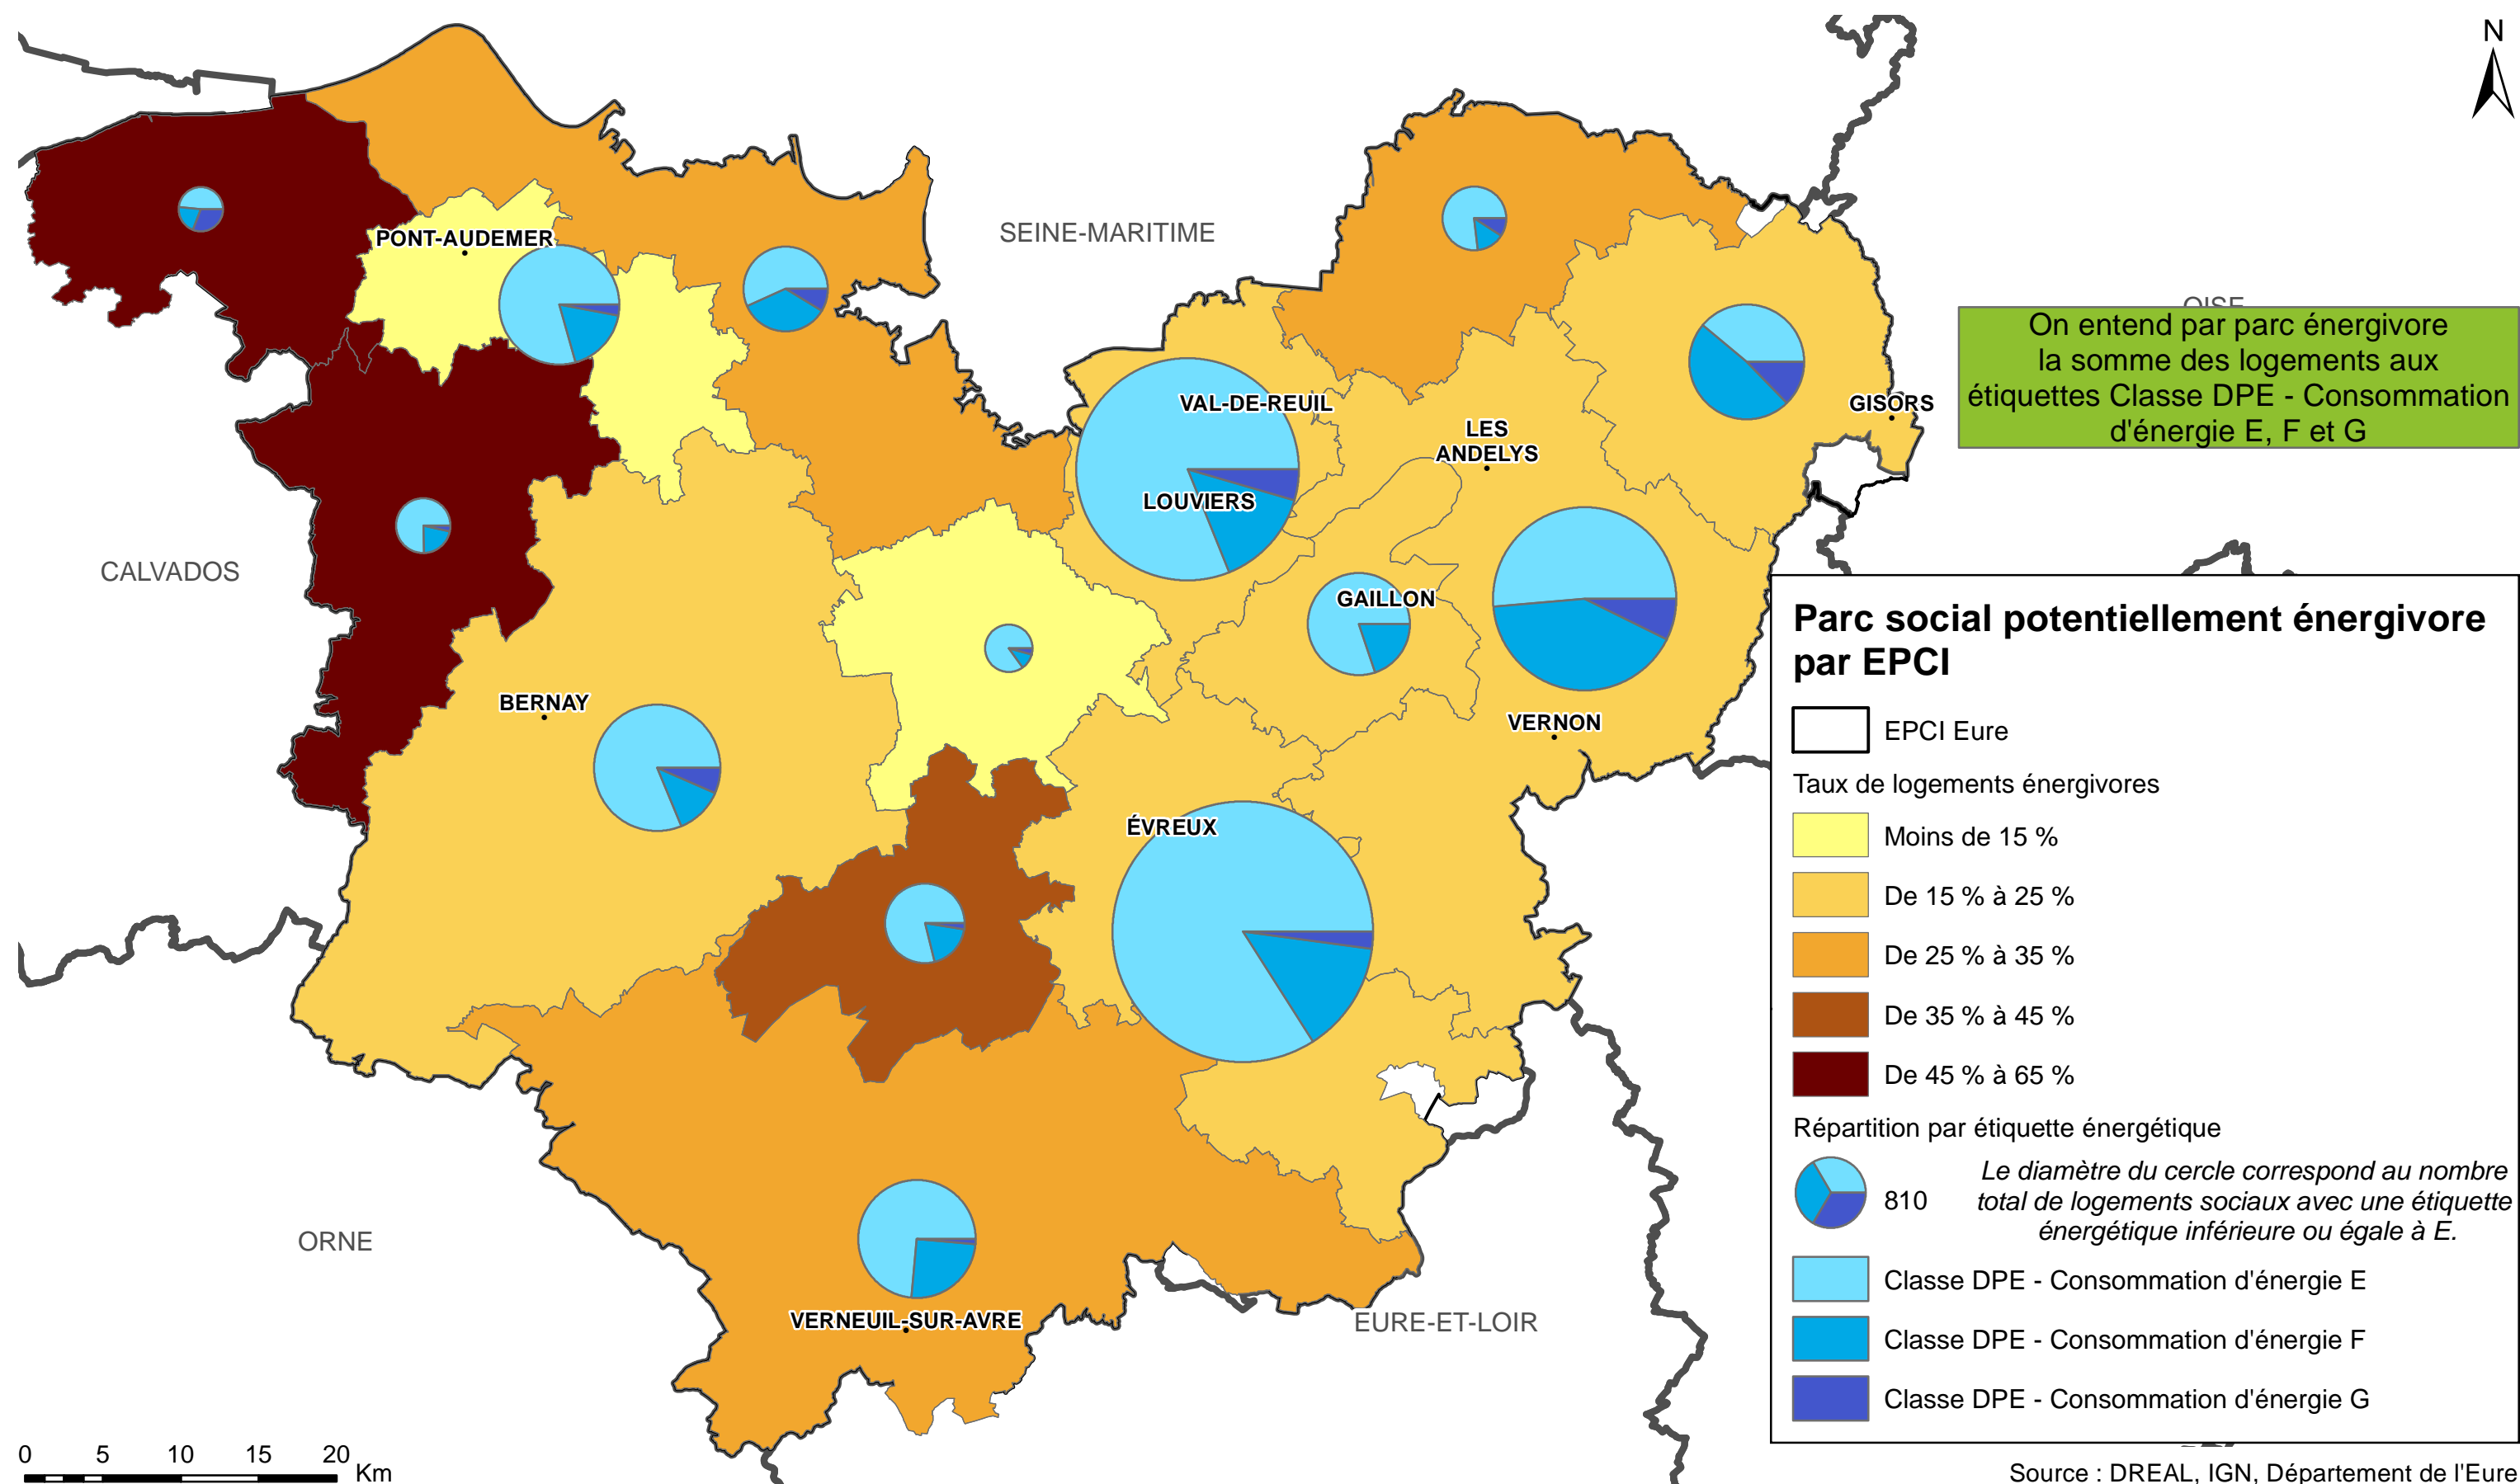 N
SEINE-MARITIME
PONT-AUDEMER
OISE
On entend par parc énergivore
la somme des logements aux
étiquettes Classe DPE - Consommation
d'énergie E, F et G
VAL-DE-REUIL
GISORS
LES
ANDELYS
LOUVIERS
CALVADOS
GAILLON
BERNAY
VERNON
ÉVREUX
ORNE
VERNEUIL-SUR-AVRE
EURE-ET-LOIR
Parc social potentiellement énergivore
par EPCI
EPCI Eure
Taux de logements énergivores
Moins de 15 %
De 15 % à 25 %
De 25 % à 35 %
De 35 % à 45 %
De 45 % à 65 %
Répartition par étiquette énergétique
810
Le diamètre du cercle correspond au nombre
total de logements sociaux avec une étiquette
énergétique inférieure ou égale à E.
Classe DPE - Consommation d'énergie E
Classe DPE - Consommation d'énergie F
Classe DPE - Consommation d'énergie G
0 5 10 15 20
Km
Source : DREAL, IGN, Département de l'Eure